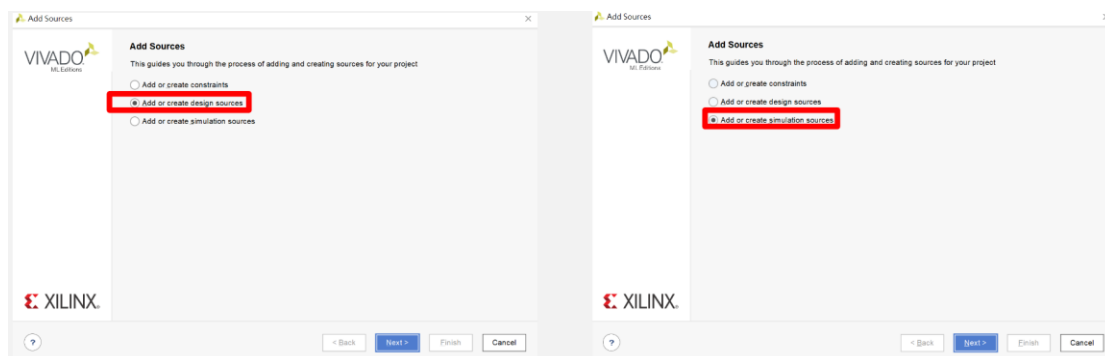 Add Sources
VIVADO
ML Editions
Add Sources
This guides you through the process of adding and creating sources for your project
Add or create constraints
Add or create design sources
Add or create simulation sources
XILINX
?
< Back
Next >
Finish
Cancel
Add Sources
VIVADO
ML Editions
Add Sources
This guides you through the process of adding and creating sources for your project
Add or create constraints
Add or create design sources
Add or create simulation sources
XILINX
?
< Back
Next >
Finish
Cancel